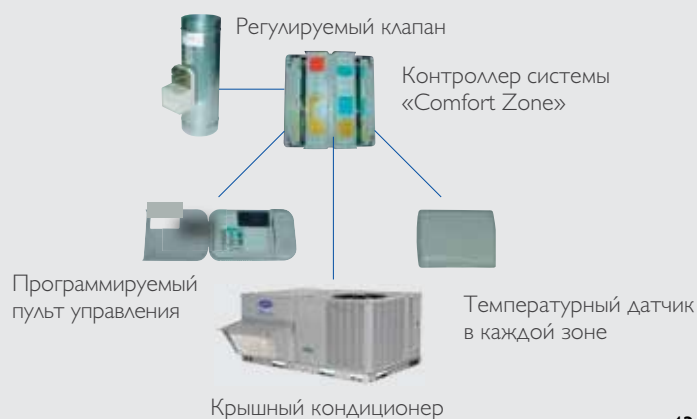 Регулируемый клапан
Контроллер системы
«Comfort Zone»
Программируемый
пульт управления
Температурный датчик
в каждой зоне
Крышный кондиционер